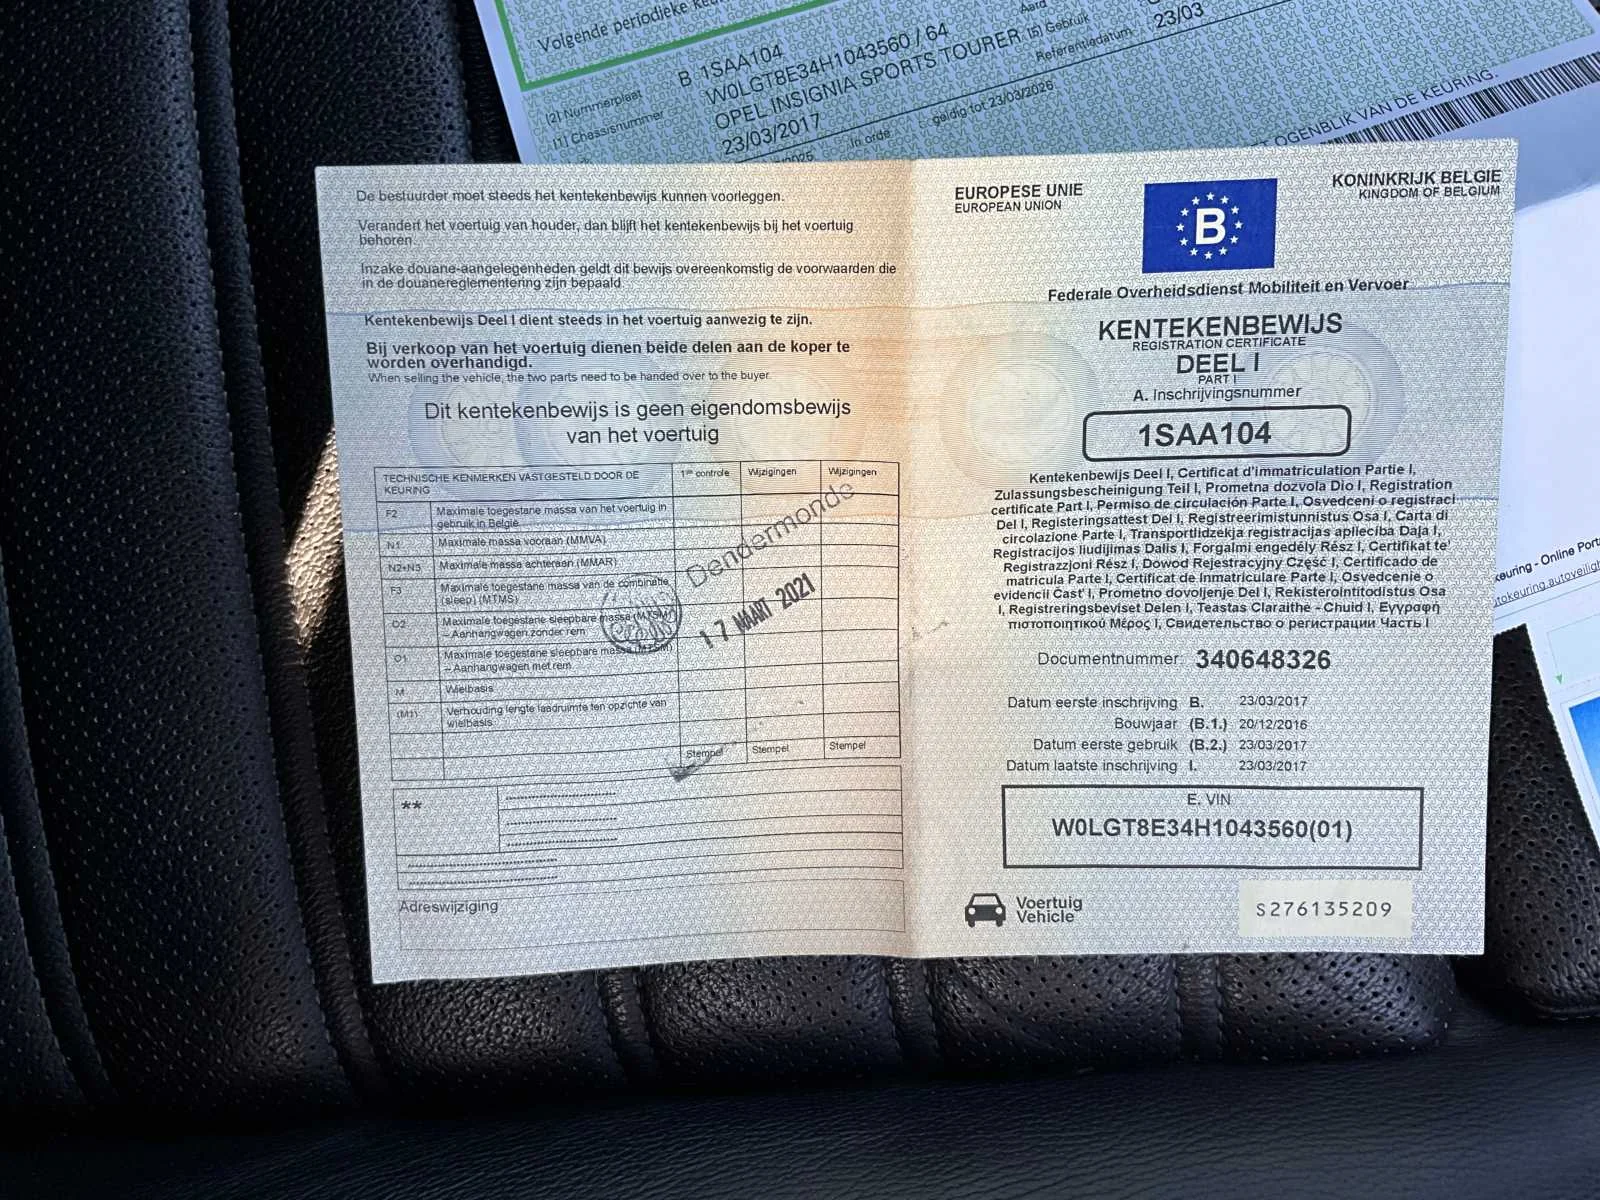 Volgende periodieke
Aard
[2] Nummerplaat B 1SAA104
[1] Chassisnummer W0LGT8E34H1043560 / 64
OPEL INSIGNIA SPORTS TOURER [5] Gebruik
23/03/2017 Referentiedatum 23/03
In orde geldig tot 23/03/2026
OGENBLIK VAN DE KEURING.
keuring - Online Port
De bestuurder moet steeds het kentekenbewijs kunnen voorleggen.
Verandert het voertuig van houder, dan blijft het kentekenbewijs bij het voertuig
behoren.
Inzake douane-aangelegenheden geldt dit bewijs overeenkomstig de voorwaarden die
in de douanereglementering zijn bepaald.
Kentekenbewijs Deel I dient steeds in het voertuig aanwezig te zijn.
Bij verkoop van het voertuig dienen beide delen aan de koper te
worden overhandigd.
When selling the vehicle, the two parts need to be handed over to the buyer.
Dit kentekenbewijs is geen eigendomsbewijs
van het voertuig
TECHNISCHE KENMERKEN VASTGESTELD DOOR DE
KEURING
1ste controle Wijzigingen Wijzigingen
F2 Maximale toegestane massa van het voertuig in
gebruik in België
N1 Maximale massa vooraan (MMVA)
N2+N3 Maximale massa achteraan (MMAR)
F3 Maximale toegestane massa van de combinatie
(sleep) (MTMS)
O2 Maximale toegestane sleepbare massa (MTSM)
– Aanhangwagen zonder rem
O1 Maximale toegestane sleepbare massa (MTSM)
– Aanhangwagen met rem
M Wielbasis
(M1) Verhouding lengte laadruimte ten opzichte van
wielbasis
Stempel Stempel Stempel
Dendermonde
17 MAART 2021
**
Adreswijziging
EUROPESE UNIE
EUROPEAN UNION
B
KONINKRIJK BELGIE
KINGDOM OF BELGIUM
Federale Overheidsdienst Mobiliteit en Vervoer
KENTEKENBEWIJS
REGISTRATION CERTIFICATE
DEEL I
PART I
A. Inschrijvingsnummer
1SAA104
Kentekenbewijs Deel I, Certificat d'immatriculation Partie I,
Zulassungsbescheinigung Teil I, Prometna dozvola Dio I, Registration
certificate Part I, Permiso de circulación Parte I, Osvedceni o registraci
Del I, Registeringsattest Del I, Registreerimistunnistus Osa I, Carta di
circolazione Parte I, Transportlidzekja registracijas aplieciba Daja I,
Registracijos liudijimas Dalis I, Forgalmi engedély Rész I, Certifikat te'
Registrazzjoni Rész I, Dowod Rejestracyjny Część I, Certificado de
matricula Parte I, Certificat de Inmatriculare Parte I, Osvedcenie o
evidencii Časť I, Prometno dovoljenje Del I, Rekisterointitodistus Osa
I, Registreringsbeviset Delen I, Teastas Claraithe - Chuid I, Εγγραφή
πιστοποιητικού Μέρος I, Свидетельство о регистрации Часть I
Documentnummer: 340648326
Datum eerste inschrijving B. 23/03/2017
Bouwjaar (B.1.) 20/12/2016
Datum eerste gebruik (B.2.) 23/03/2017
Datum laatste inschrijving I. 23/03/2017
E. VIN
W0LGT8E34H1043560(01)
Voertuig
Vehicle
S276135209